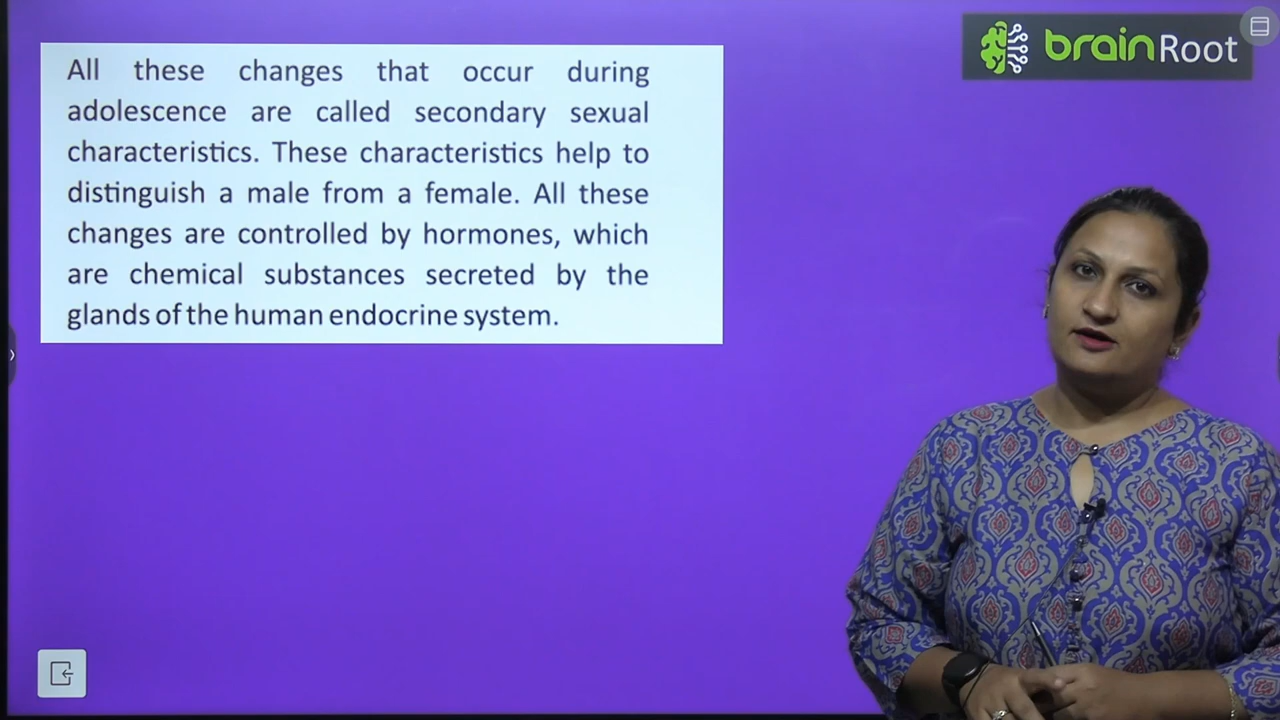 brainRoot
All these changes that occur during
adolescence are called secondary sexual
characteristics. These characteristics help to
distinguish a male from a female. All these
changes are controlled by hormones, which
are chemical substances secreted by the
glands of the human endocrine system.